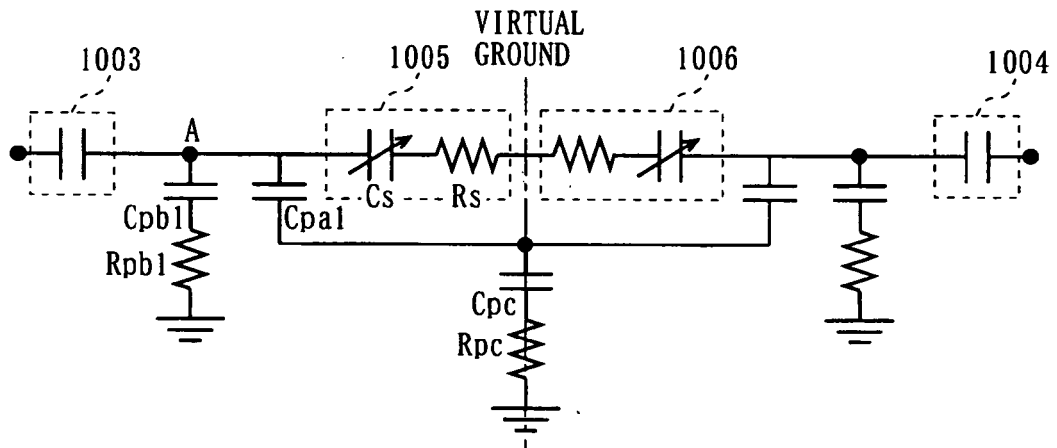 VIRTUAL
GROUND
1003
1005
1006
1004
A
Cs
Rs
Cpb1
Cpa1
Rpb1
Cpc
Rpc